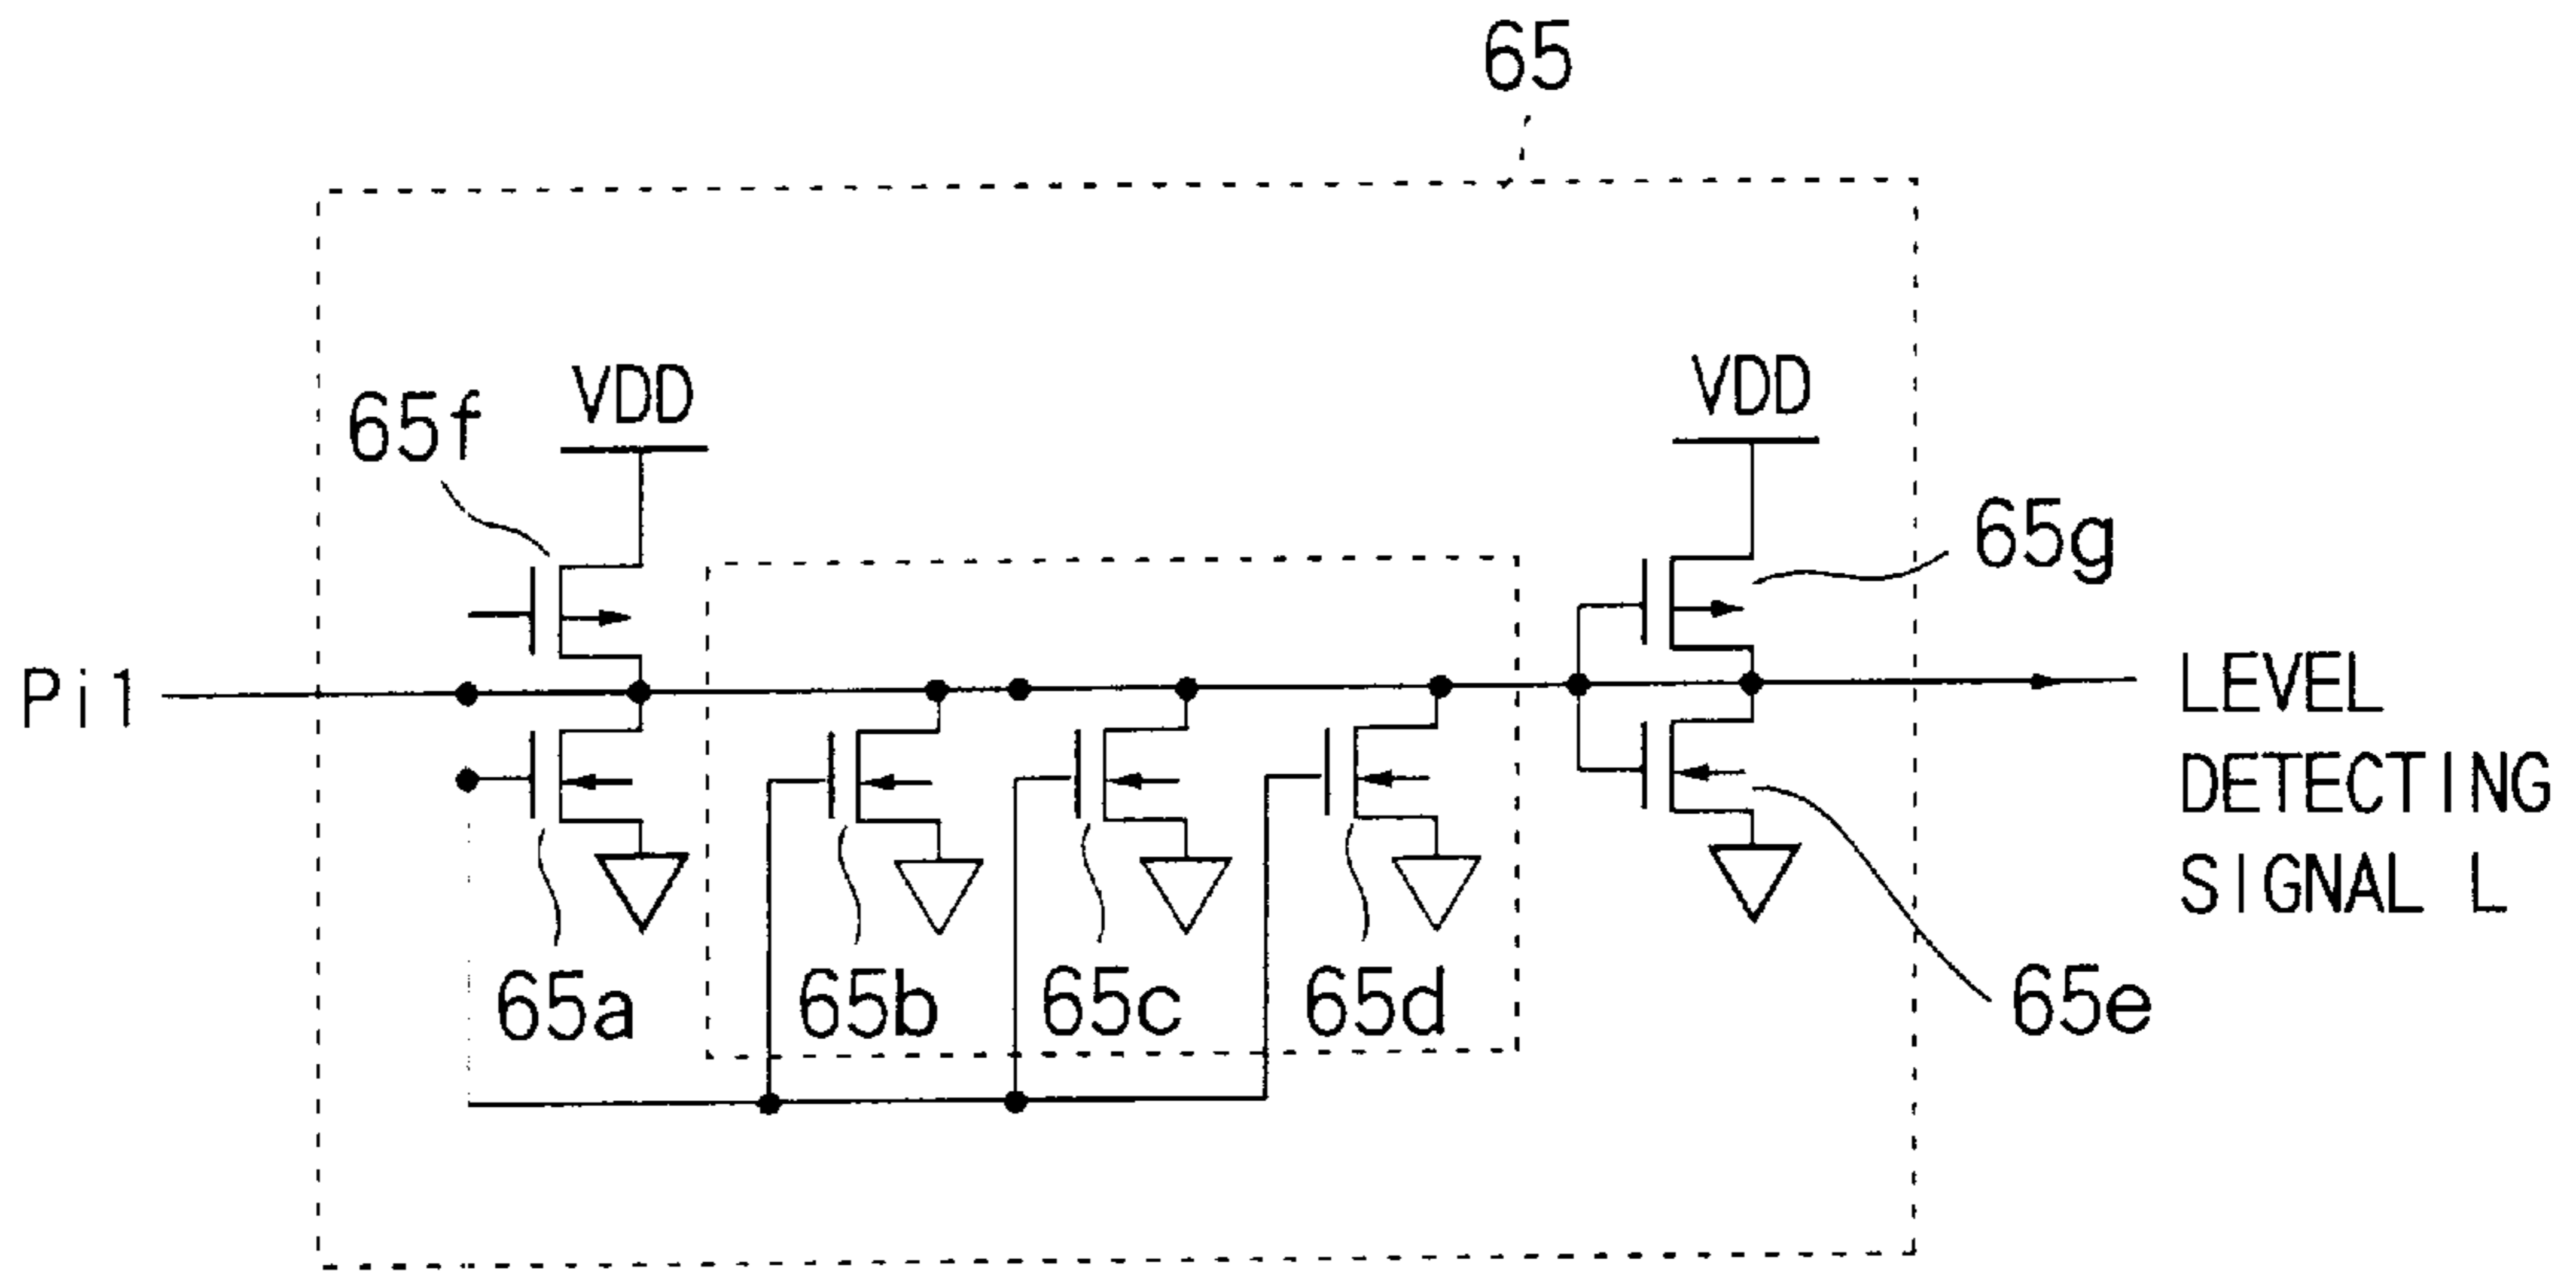 65
VDD
VDD
65f
65g
Pi1
LEVEL
DETECTING
SIGNAL L
65a
65b
65c
65d
65e